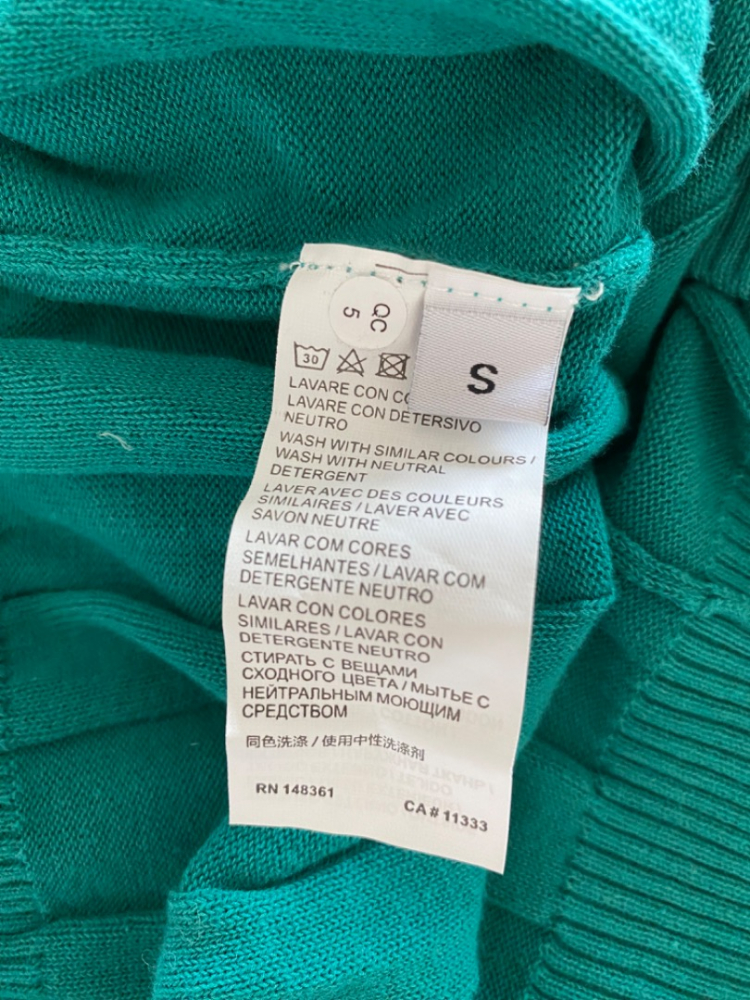 QC
5
S
30
LAVARE CON
LAVARE CON DETERSIVO
NEUTRO
WASH WITH SIMILAR COLOURS /
WASH WITH NEUTRAL
DETERGENT
LAVER AVEC DES COULEURS
SIMILAIRES / LAVER AVEC
SAVON NEUTRE
LAVAR COM CORES
SEMELHANTES / LAVAR COM
DETERGENTE NEUTRO
LAVAR CON COLORES
SIMILARES / LAVAR CON
DETERGENTE NEUTRO
СТИРАТЬ С ВЕЩАМИ
СХОДНОГО ЦВЕТА / МЫТЬЕ С
НЕЙТРАЛЬНЫМ МОЮЩИМ
СРЕДСТВОМ
同色洗涤 / 使用中性洗涤剂
RN 148361
CA # 11333